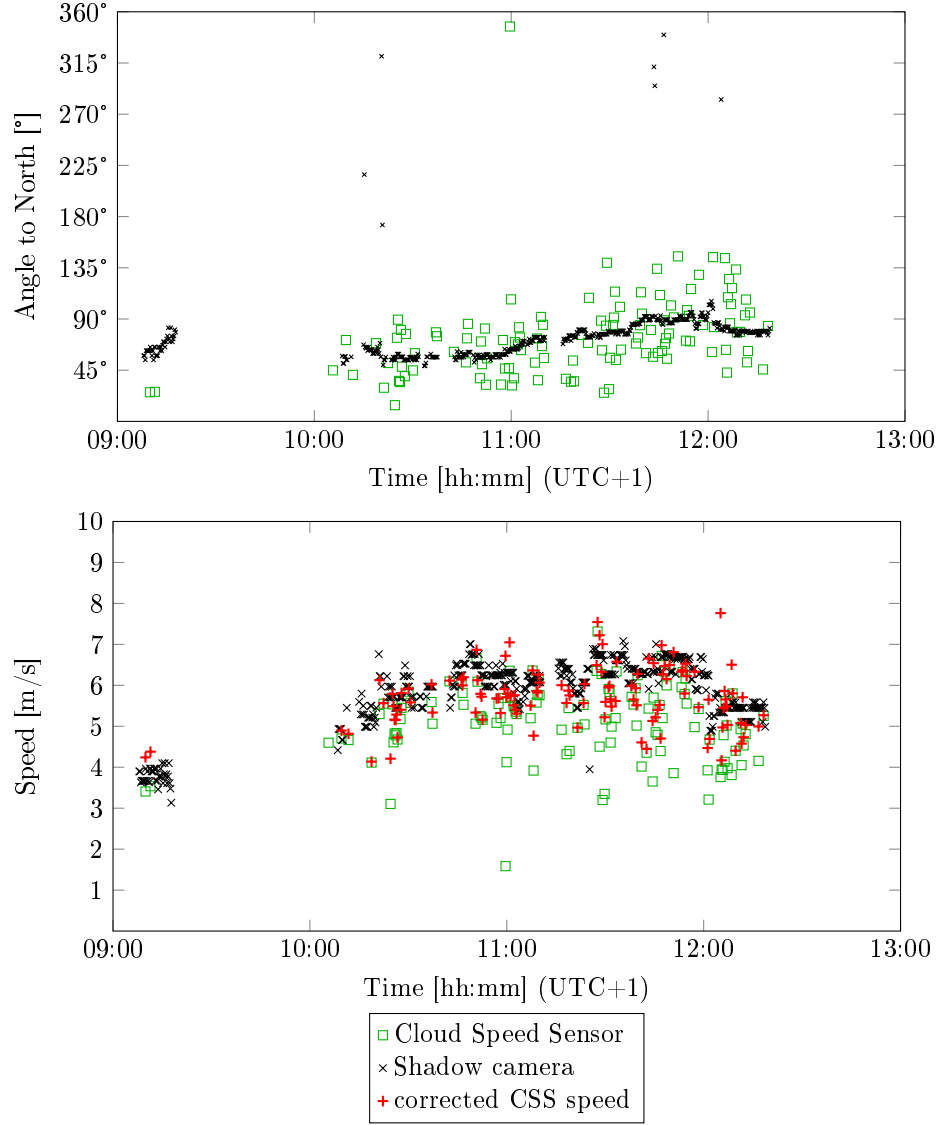 360°
315°
270°
225°
180°
135°
90°
45°
Angle to North [°]
09:00 10:00 11:00 12:00 13:00
Time [hh:mm] (UTC+1)
10
9
8
7
6
5
4
3
2
1
Speed [m/s]
09:00 10:00 11:00 12:00 13:00
Time [hh:mm] (UTC+1)
Cloud Speed Sensor
Shadow camera
corrected CSS speed